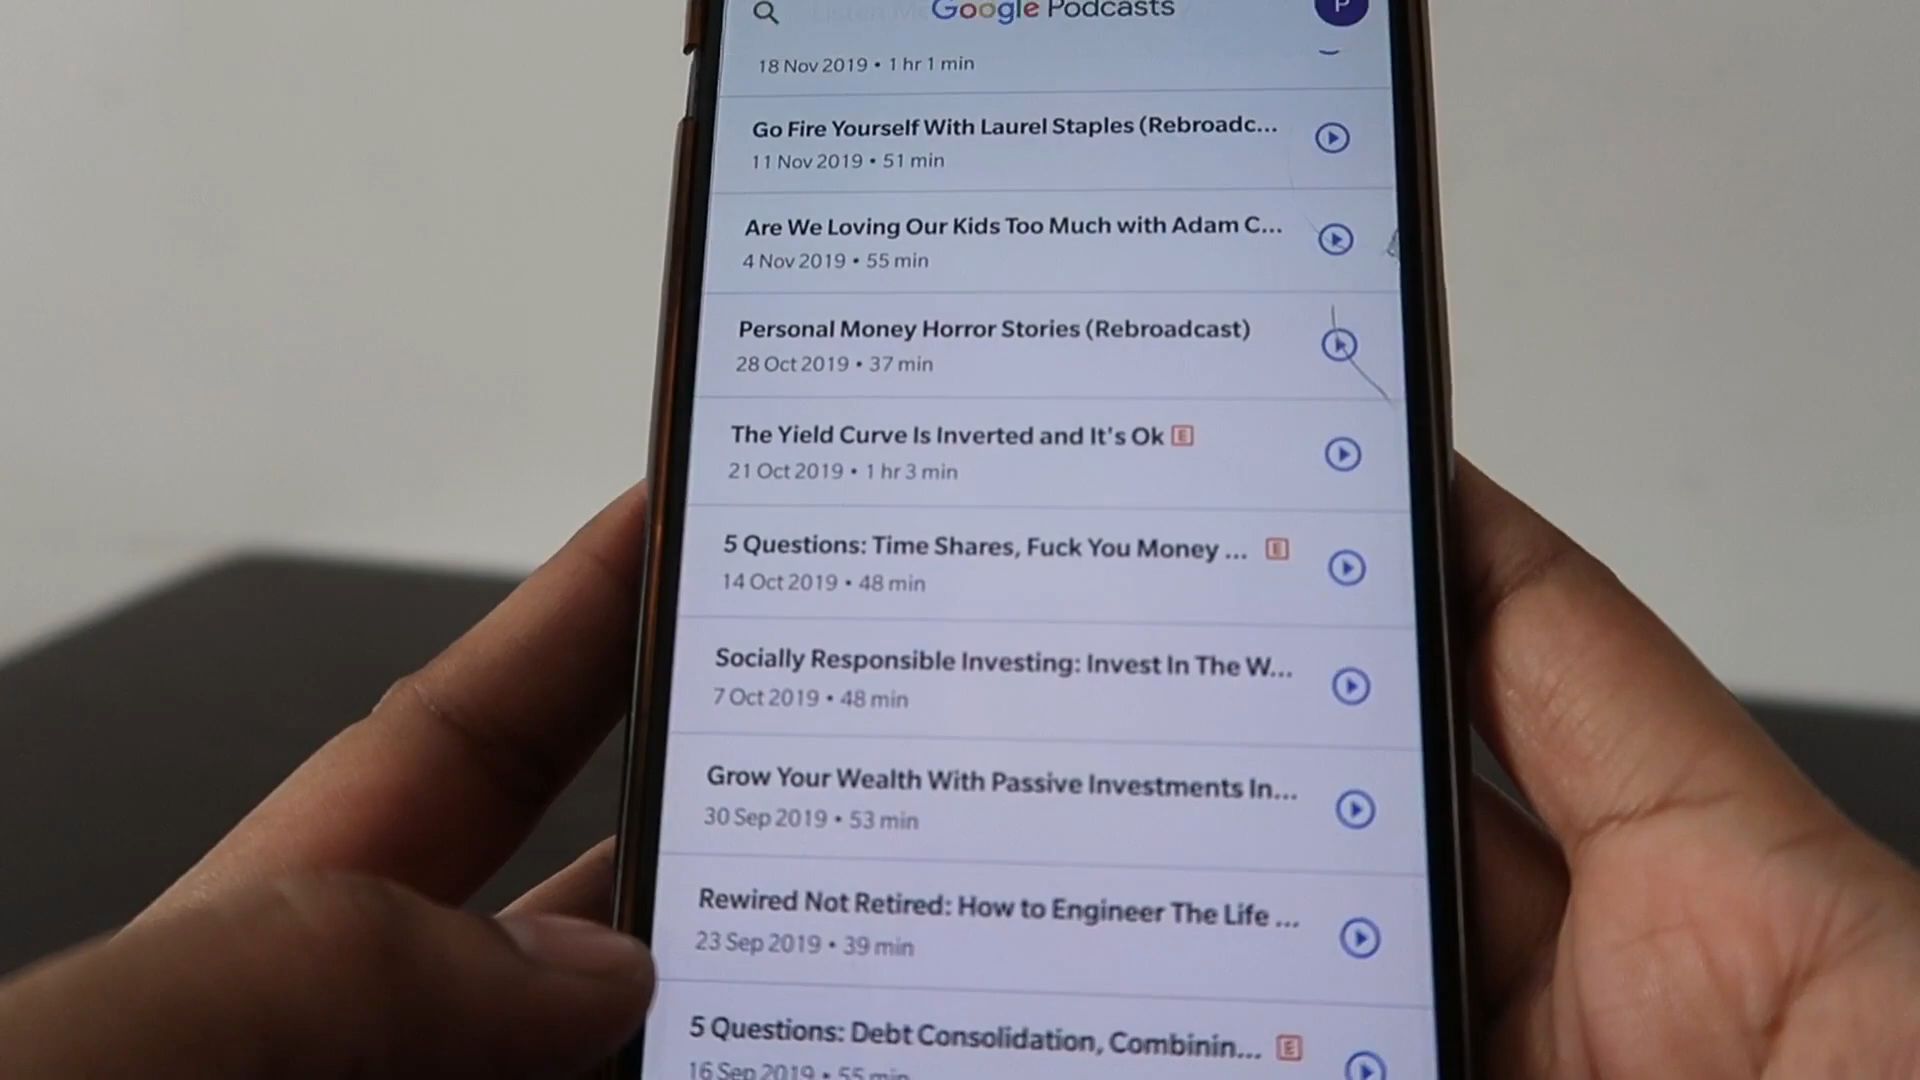 Google Podcasts
P
18 Nov 2019 • 1 hr 1 min
Go Fire Yourself With Laurel Staples (Rebroadc...
11 Nov 2019 • 51 min
Are We Loving Our Kids Too Much with Adam C...
4 Nov 2019 • 55 min
Personal Money Horror Stories (Rebroadcast)
28 Oct 2019 • 37 min
The Yield Curve Is Inverted and It's Ok E
21 Oct 2019 • 1 hr 3 min
5 Questions: Time Shares, Fuck You Money ... E
14 Oct 2019 • 48 min
Socially Responsible Investing: Invest In The W...
7 Oct 2019 • 48 min
Grow Your Wealth With Passive Investments In...
30 Sep 2019 • 53 min
Rewired Not Retired: How to Engineer The Life ...
23 Sep 2019 • 39 min
5 Questions: Debt Consolidation, Combinin... E
16 Sep 2019 • 55 min